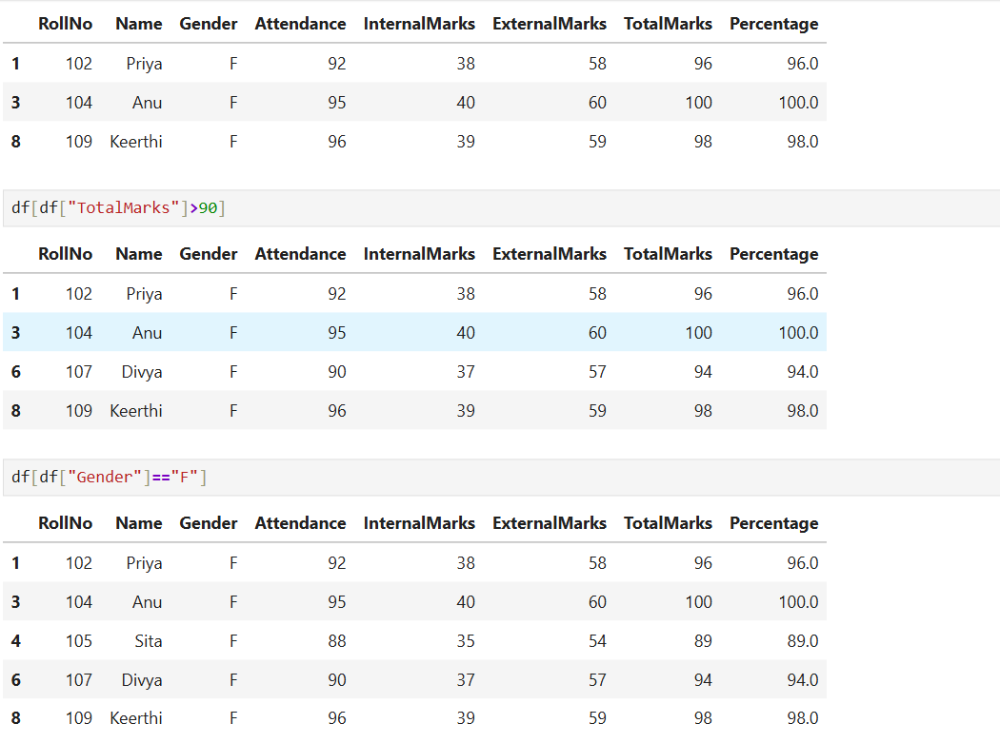 RollNo Name Gender Attendance InternalMarks ExternalMarks TotalMarks Percentage
1 102 Priya F 92 38 58 96 96.0
3 104 Anu F 95 40 60 100 100.0
8 109 Keerthi F 96 39 59 98 98.0
df[df["TotalMarks"]>90]
RollNo Name Gender Attendance InternalMarks ExternalMarks TotalMarks Percentage
1 102 Priya F 92 38 58 96 96.0
3 104 Anu F 95 40 60 100 100.0
6 107 Divya F 90 37 57 94 94.0
8 109 Keerthi F 96 39 59 98 98.0
df[df["Gender"]=="F"]
RollNo Name Gender Attendance InternalMarks ExternalMarks TotalMarks Percentage
1 102 Priya F 92 38 58 96 96.0
3 104 Anu F 95 40 60 100 100.0
4 105 Sita F 88 35 54 89 89.0
6 107 Divya F 90 37 57 94 94.0
8 109 Keerthi F 96 39 59 98 98.0